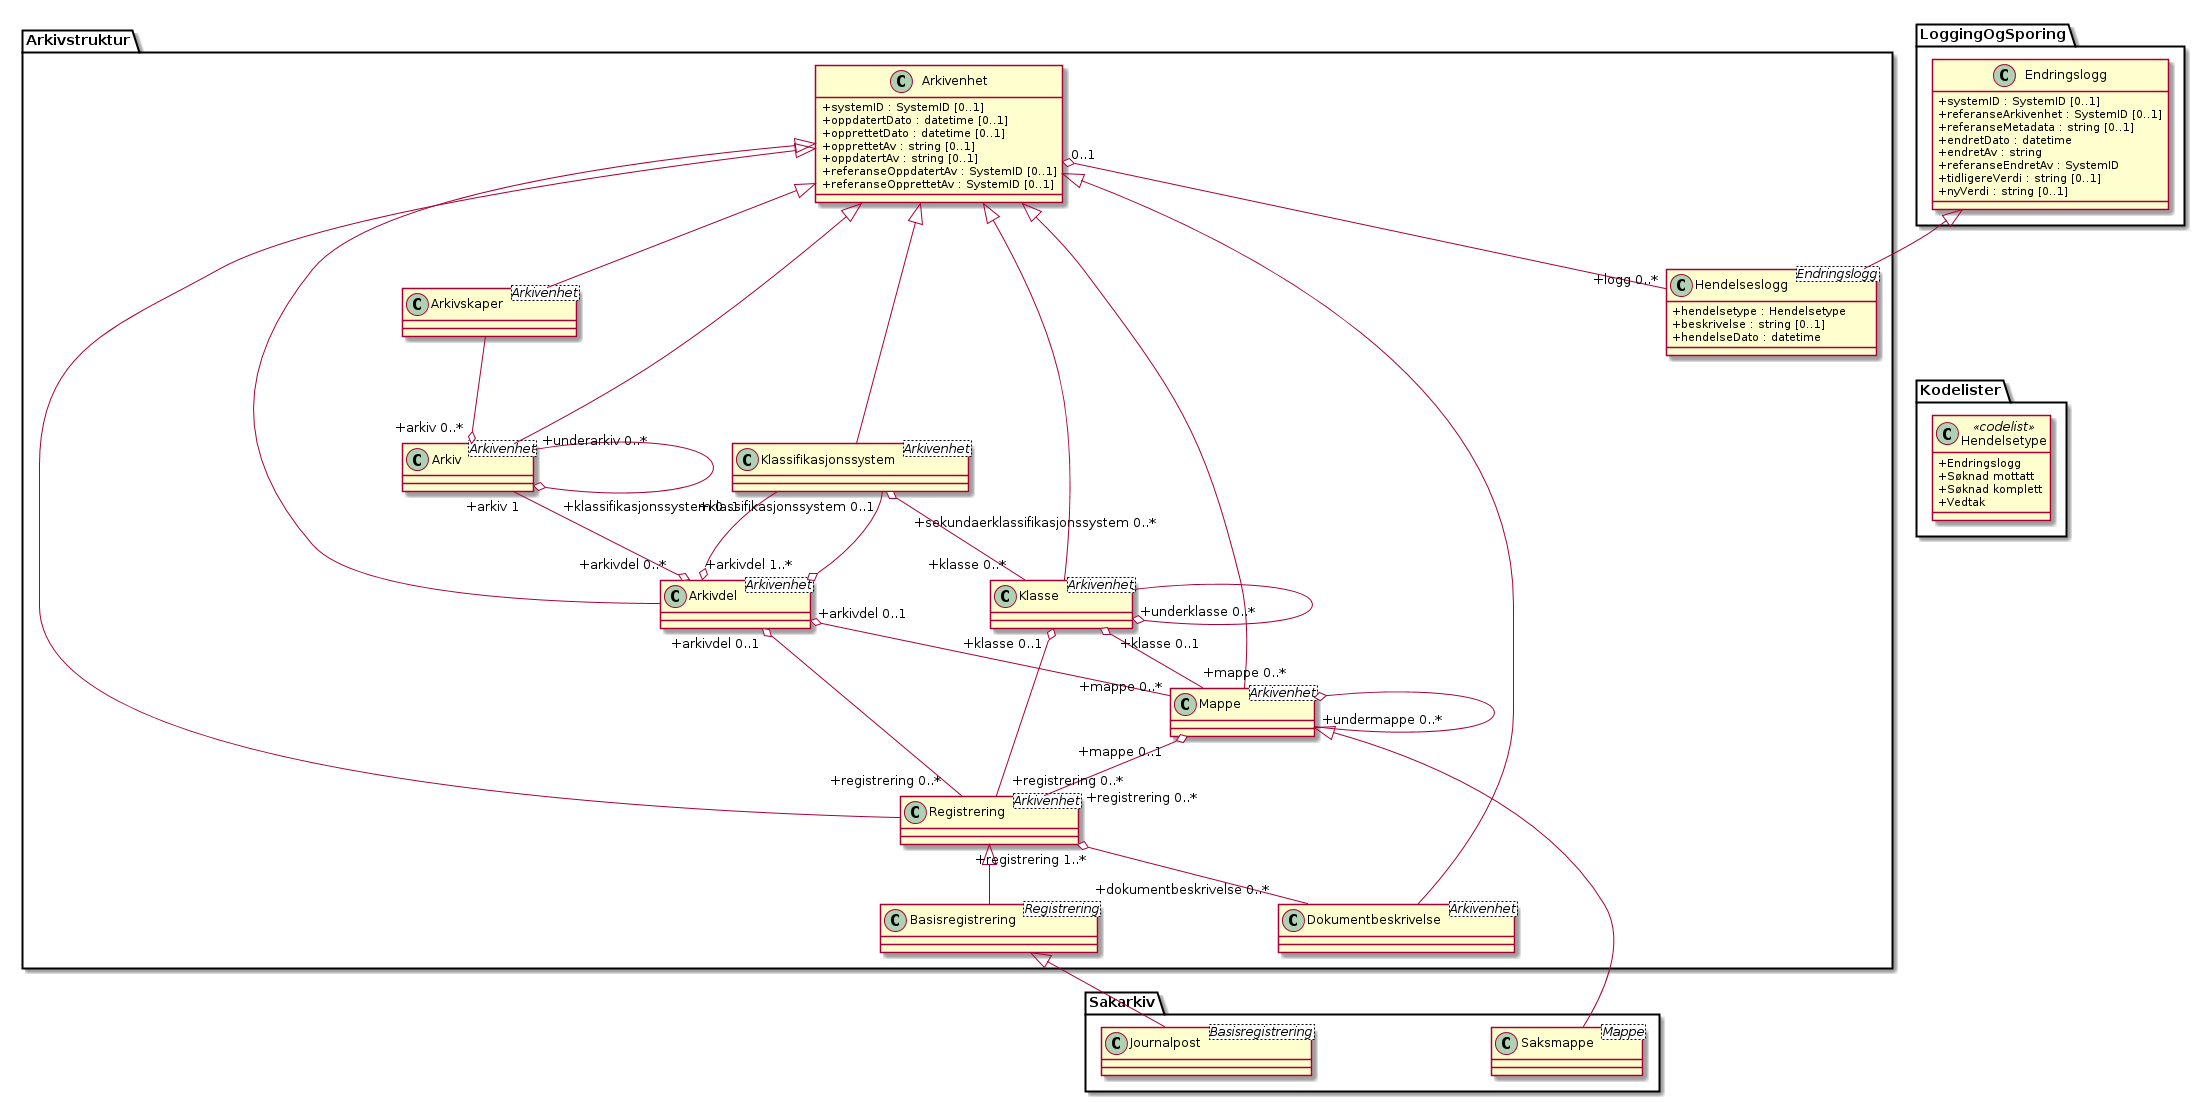 Arkivstruktur
LoggingOgSporing
C Arkivenhet
+systemID : SystemID [0..1]
+oppdatertDato : datetime [0..1]
+opprettetDato : datetime [0..1]
+opprettetAv : string [0..1]
+oppdatertAv : string [0..1]
+referanseOppdatertAv : SystemID [0..1]
+referanseOpprettetAv : SystemID [0..1]
C Endringslogg
+systemID : SystemID [0..1]
+referanseArkivenhet : SystemID [0..1]
+referanseMetadata : string [0..1]
+endretDato : datetime
+endretAv : string
+referanseEndretAv : SystemID
+tidligereVerdi : string [0..1]
+nyVerdi : string [0..1]
0..1
+logg 0..*
C Hendelseslogg
Endringslogg
+hendelsetype : Hendelsetype
+beskrivelse : string [0..1]
+hendelseDato : datetime
C Arkivskaper
Arkivenhet
Kodelister
«codelist»
C Hendelsetype
+Endringslogg
+Søknad mottatt
+Søknad komplett
+Vedtak
+arkiv 0..*
C Arkiv
Arkivenhet
+underarkiv 0..*
C Klassifikasjonssystem
Arkivenhet
+arkiv 1
+klassifikasjonssystem 0..1
+klassifikasjonssystem 0..1
+sekundaerklassifikasjonssystem 0..*
+arkivdel 0..*
+arkivdel 1..*
+klasse 0..*
C Arkivdel
Arkivenhet
C Klasse
Arkivenhet
+arkivdel 0..1
+underklasse 0..*
+arkivdel 0..1
+klasse 0..1
+klasse 0..1
+mappe 0..*
+mappe 0..*
C Mappe
Arkivenhet
+undermappe 0..*
+mappe 0..1
+registrering 0..*
+registrering 0..*
+registrering 0..*
C Registrering
Arkivenhet
+registrering 1..*
+dokumentbeskrivelse 0..*
C Basisregistrering
Registrering
C Dokumentbeskrivelse
Arkivenhet
Sakarkiv
C Journalpost
Basisregistrering
C Saksmappe
Mappe